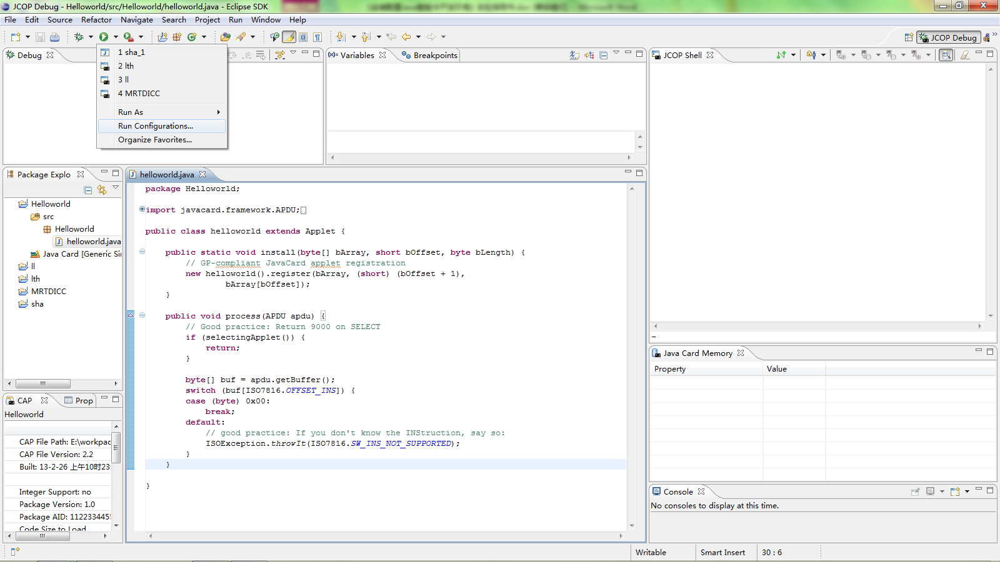 JCOP Debug - Helloworld/src/Helloworld/helloworld.java - Eclipse SDK
File Edit Source Refactor Navigate Search Project Run Window Help
JCOP Debug
Debug
1 sha_1
2 lth
3 ll
4 MRTDICC
Run As
Run Configurations...
Organize Favorites...
(x)= Variables
Breakpoints
JCOP Shell
Package Explo
Helloworld
src
Helloworld
helloworld.java
Java Card [Generic Si
ll
lth
MRTDICC
sha
helloworld.java
package Helloworld;
import javacard.framework.APDU;
public class helloworld extends Applet {
public static void install(byte[] bArray, short bOffset, byte bLength) {
// GP-compliant JavaCard applet registration
new helloworld().register(bArray, (short) (bOffset + 1),
bArray[bOffset]);
}
public void process(APDU apdu) {
// Good practice: Return 9000 on SELECT
if (selectingApplet()) {
return;
}
byte[] buf = apdu.getBuffer();
switch (buf[ISO7816.OFFSET_INS]) {
case (byte) 0x00:
break;
default:
// good practice: If you don't know the INStruction, say so:
ISOException.throwIt(ISO7816.SW_INS_NOT_SUPPORTED);
}
}
}
CAP
Prop
Helloworld
CAP File Path: E:\workpac
CAP File Version: 2.2
Built: 13-2-26 上午10时23
Integer Support: no
Package Version: 1.0
Package AID: 1122334455
Code Size to Load
Java Card Memory
Property Value
Console
No consoles to display at this time.
Writable Smart Insert 30 : 6